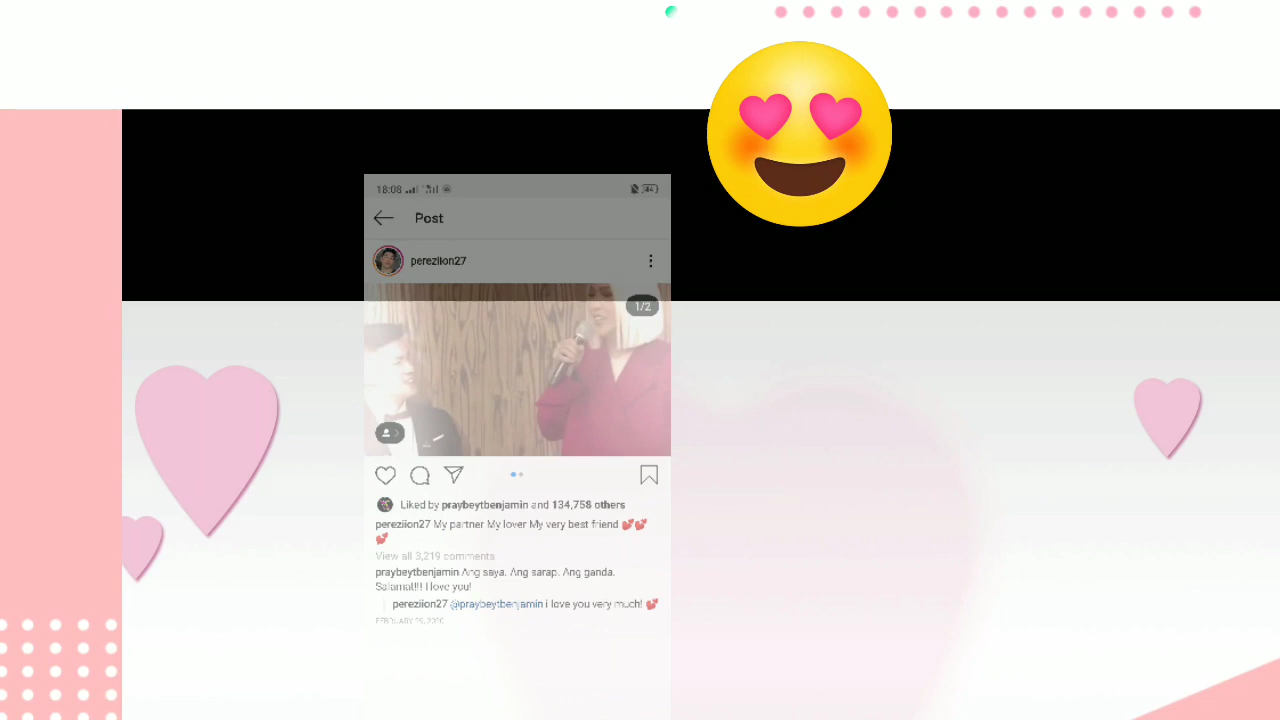 18:08
Post
pereziion27
1/2
Liked by praybeytbenjamin and 134,758 others
pereziion27 My partner My lover My very best friend 💕💕
💕
View all 3,219 comments
praybeytbenjamin Ang saya. Ang sarap. Ang ganda.
Salamat!!! I love you!
pereziion27 @praybeytbenjamin i love you very much! 💕